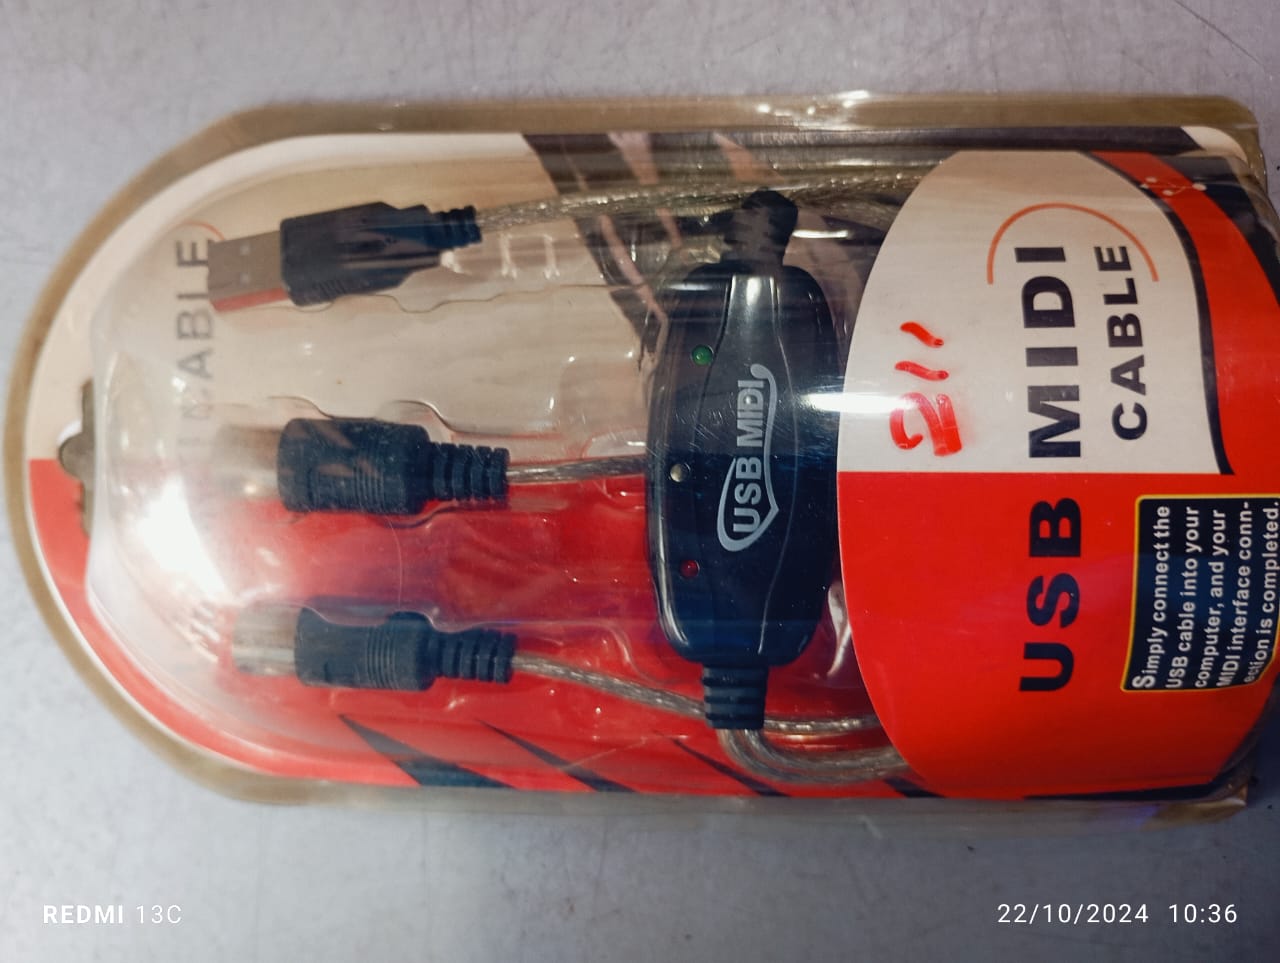 USB MIDI
CABLE
Simply connect the
USB cable into your
computer, and your
MIDI interface conn-
ection is completed.
USB MIDI
CABLE
REDMI 13C
22/10/2024 10:36